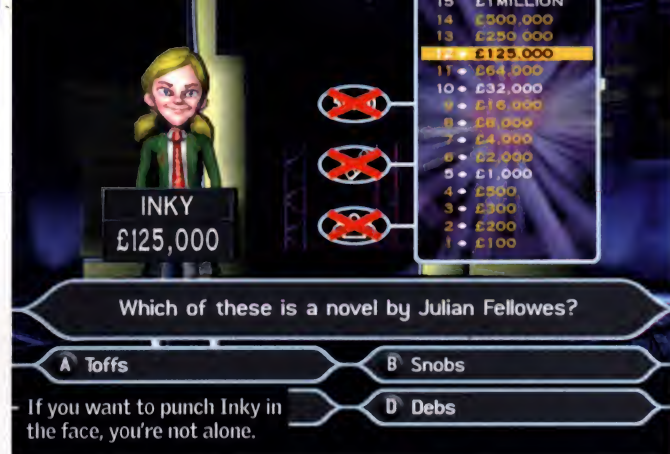 15 £1 MILLION
14 £500,000
13 £250,000
12 £125,000
11 £64,000
10 £32,000
9 £16,000
8 £8,000
7 £4,000
6 £2,000
5 £1,000
4 £500
3 £300
2 £200
1 £100
INKY
£125,000
Which of these is a novel by Julian Fellowes?
A Toffs
B Snobs
D Debs
If you want to punch Inky in
the face, you're not alone.